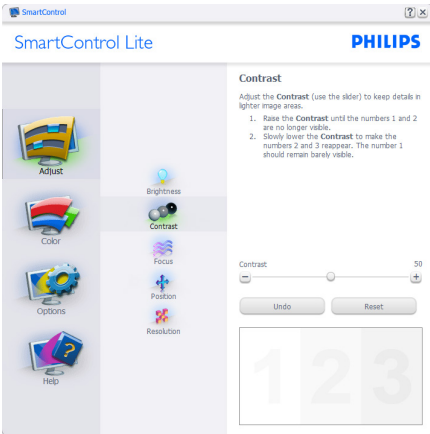 SmartControl
SmartControl Lite
PHILIPS
Adjust
Color
Options
Help
Brightness
Contrast
Focus
Position
Resolution
Contrast
Adjust the Contrast (use the slider) to keep details in
lighter image areas.
1. Raise the Contrast until the numbers 1 and 2
are no longer visible.
2. Slowly lower the Contrast to make the
numbers 2 and 3 reappear. The number 1
should remain barely visible.
Contrast 50
Undo Reset
1 2 3